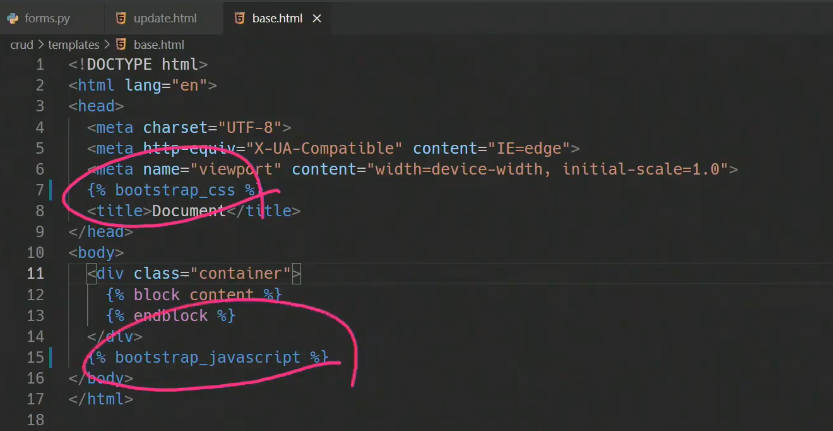 forms.py update.html base.html ×
crud > templates > base.html
1 <!DOCTYPE html>
2 <html lang="en">
3 <head>
4 <meta charset="UTF-8">
5 <meta http-equiv="X-UA-Compatible" content="IE=edge">
6 <meta name="viewport" content="width=device-width, initial-scale=1.0">
7 {% bootstrap_css %}
8 <title>Document</title>
9 </head>
10 <body>
11 <div class="container">
12 {% block content %}
13 {% endblock %}
14 </div>
15 {% bootstrap_javascript %}
16 </body>
17 </html>
18